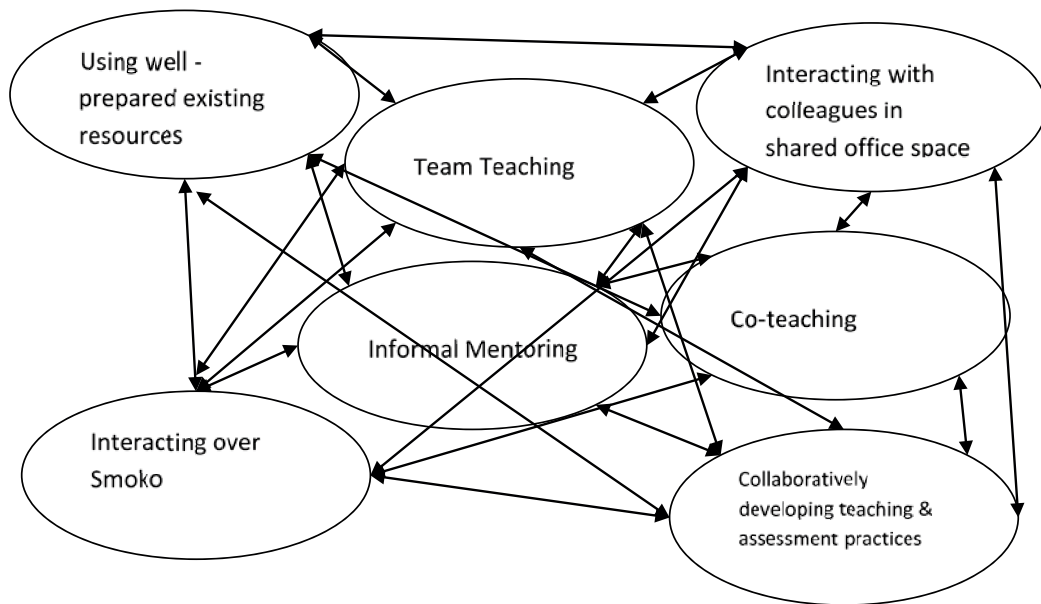 Using well -
prepared existing
resources
Interacting with
colleagues in
shared office space
Team Teaching
Co-teaching
Informal Mentoring
Interacting over
Smoko
Collaboratively
developing teaching &
assessment practices